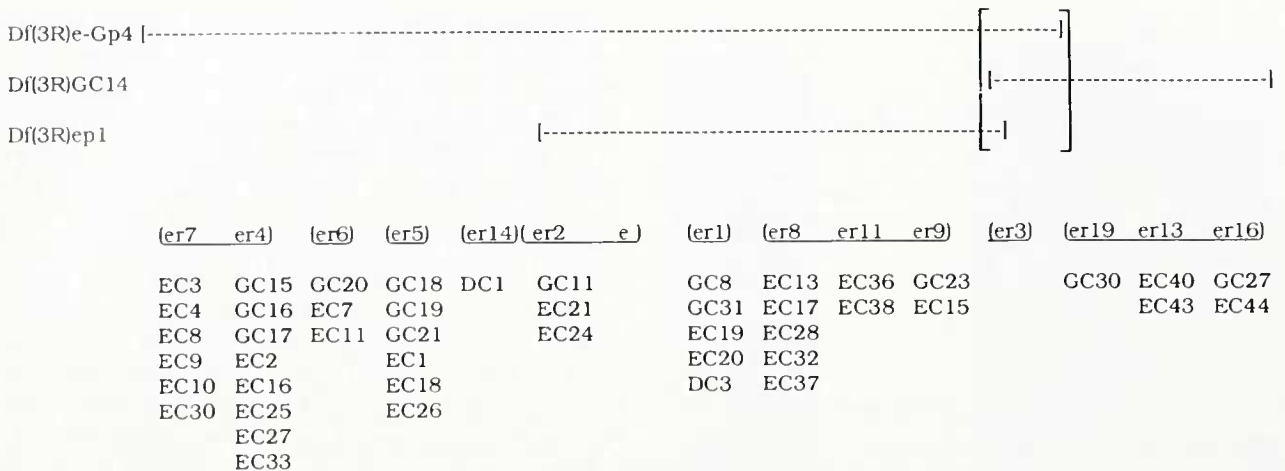 Df(3R)e-Gp4
Df(3R)GC14
Df(3R)ep1
(er7 er4) (er6) (er5) (er14)( er2 e ) (er1) (er8 er11 er9) (er3) (er19 er13 er16)
EC3 GC15 GC20 GC18 DC1 GC11 GC8 EC13 EC36 GC23 GC30 EC40 GC27
EC4 GC16 EC7 GC19 EC21 GC31 EC17 EC38 EC15 EC43 EC44
EC8 GC17 EC11 GC21 EC24 EC19 EC28
EC9 EC2 EC1 EC20 EC32
EC10 EC16 EC18 DC3 EC37
EC30 EC25 EC26
EC27
EC33